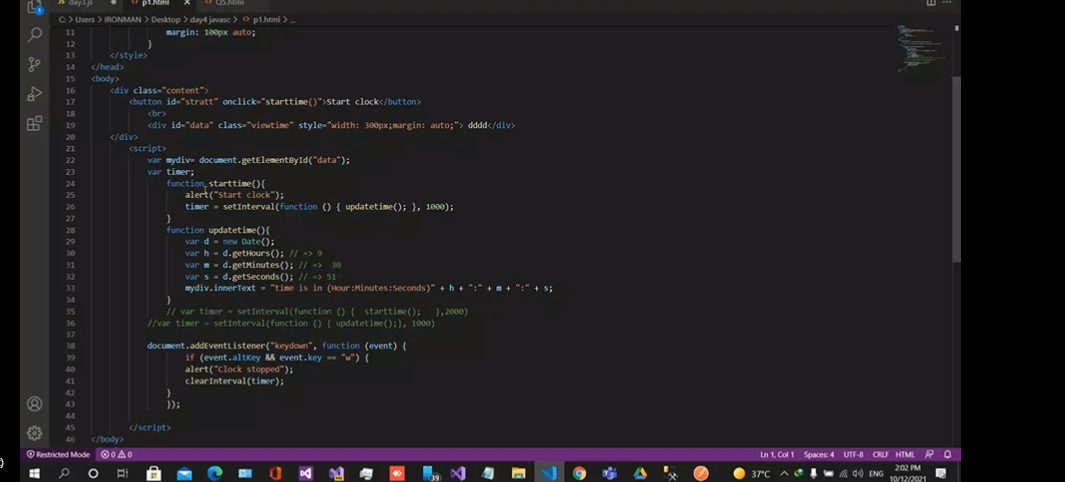 day3.js p1.html Q5.html
C: > Users > IRONMAN > Desktop > day4 javasc > p1.html > ...
11 margin: 100px auto;
12 }
13 </style>
14 </head>
15 <body>
16 <div class="content">
17 <button id="stratt" onclick="starttime()">Start clock</button>
18 <br>
19 <div id="data" class="viewtime" style="width: 300px;margin: auto;"> dddd</div>
20 </div>
21 <script>
22 var mydiv= document.getElementById("data");
23 var timer;
24 function starttime(){
25 alert("Start clock");
26 timer = setInterval(function () { updatetime(); }, 1000);
27 }
28 function updatetime(){
29 var d = new Date();
30 var h = d.getHours(); // => 9
31 var m = d.getMinutes(); // => 30
32 var s = d.getSeconds(); // => 51
33 mydiv.innerText = "time is in (Hour:Minutes:Seconds)" + h + ":" + m + ":" + s;
34 }
35 // var timer = setInterval(function () { starttime(); },2000)
36 //var timer = setInterval(function () { updatetime();}, 1000)
37
38 document.addEventListener("keydown", function (event) {
39 if (event.altKey && event.key == "w") {
40 alert("Clock stopped");
41 clearInterval(timer);
42 }
43 });
44
45 </script>
46 </body>
Restricted Mode 0 0 Ln 1, Col 1 Spaces: 4 UTF-8 CRLF HTML
39 37°C ENG 2:02 PM
10/12/2021